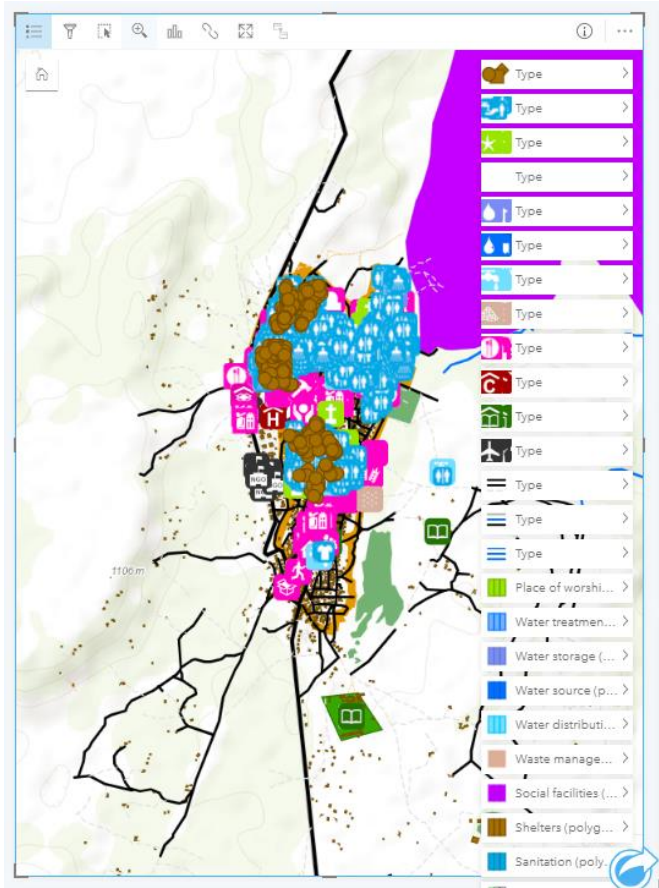 Type
Type
Type
Type
Type
Type
Type
Type
Type
C
Type
Type
Type
H
NGO
Type
Type
Type
1106 m
Place of worshi...
Water treatmen...
Water storage (...
Water source (p...
Water distributi...
Waste manage...
Social facilities (...
Shelters (polyg...
Sanitation (poly...